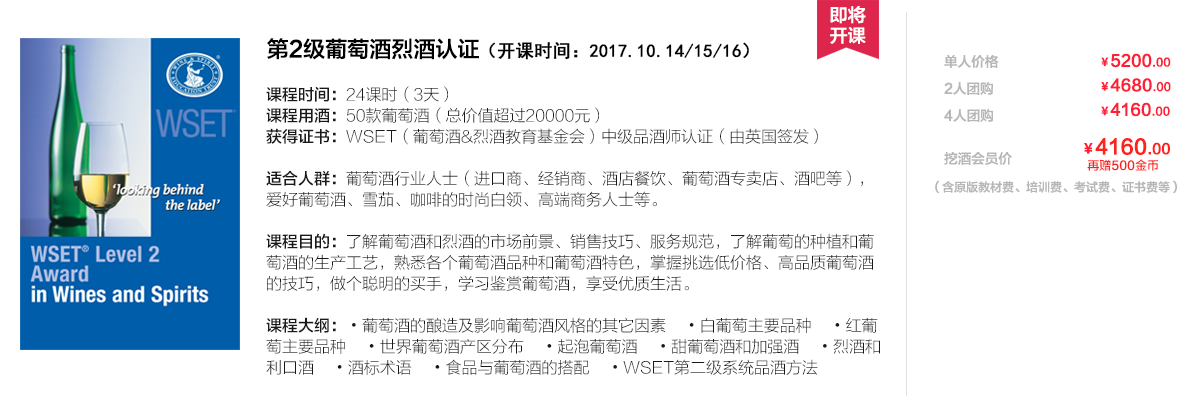 即将
开课
第2级葡萄酒烈酒认证（开课时间：2017.10.14/15/16）
课程时间：24课时（3天）
课程用酒：50款葡萄酒（总价值超过20000元）
获得证书：WSET（葡萄酒&烈酒教育基金会）中级品酒师认证（由英国签发）
适合人群：葡萄酒行业人士（进口商、经销商、酒店餐饮、葡萄酒专卖店、酒吧等），
爱好葡萄酒、雪茄、咖啡的时尚白领、高端商务人士等。
课程目的：了解葡萄酒和烈酒的市场前景、销售技巧、服务规范，了解葡萄的种植和葡
萄酒的生产工艺，熟悉各个葡萄酒品种和葡萄酒特色，掌握挑选低价格、高品质葡萄酒
的技巧，做个聪明的买手，学习鉴赏葡萄酒，享受优质生活。
课程大纲：•葡萄酒的酿造及影响葡萄酒风格的其它因素 •白葡萄主要品种 •红葡
萄主要品种 •世界葡萄酒产区分布 •起泡葡萄酒 •甜葡萄酒和加强酒 •烈酒和
利口酒 •酒标术语 •食品与葡萄酒的搭配 •WSET第二级系统品酒方法
WINE & SPIRIT
EDUCATION TRUST
WSET
'looking behind
the label'
WSET® Level 2
Award
in Wines and Spirits
单人价格 ¥5200.00
2人团购 ¥4680.00
4人团购 ¥4160.00
挖酒会员价 ¥4160.00
再赠500金币
（含原版教材费、培训费、考试费、证书费等）